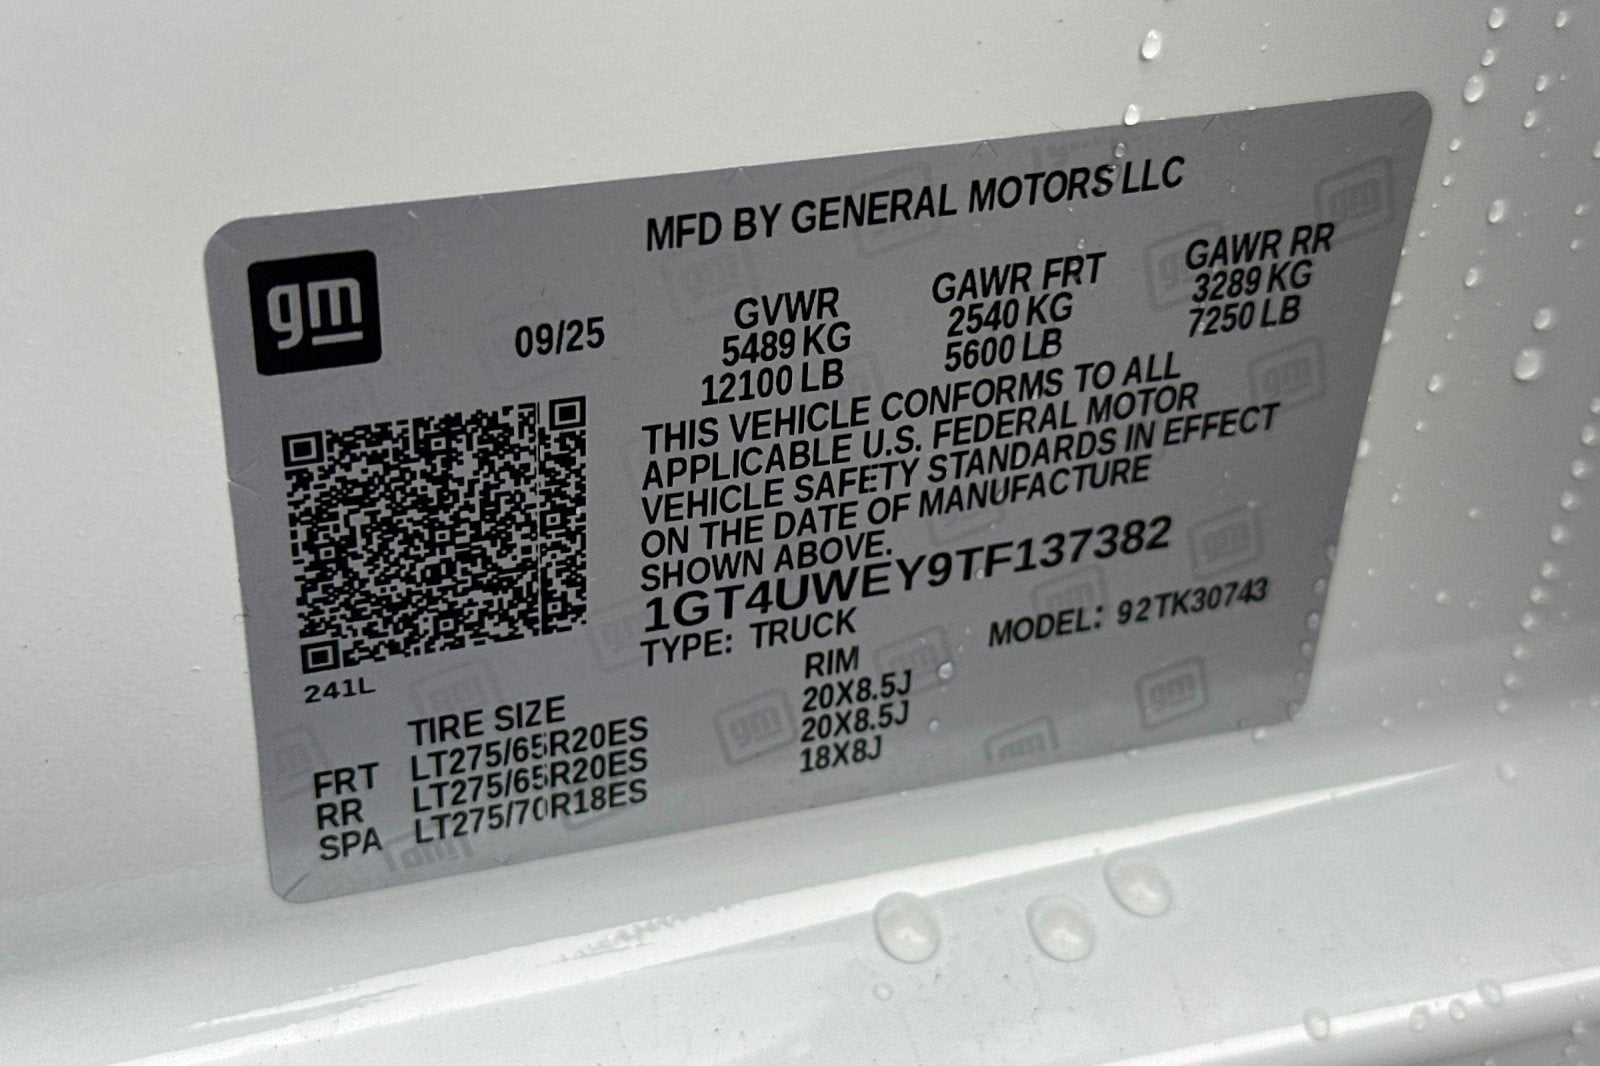 MFD BY GENERAL MOTORS LLC
gm
09/25
GVWR GAWR FRT GAWR RR
5489 KG 2540 KG 3289 KG
12100 LB 5600 LB 7250 LB
THIS VEHICLE CONFORMS TO ALL
APPLICABLE U.S. FEDERAL MOTOR
VEHICLE SAFETY STANDARDS IN EFFECT
ON THE DATE OF MANUFACTURE
SHOWN ABOVE.
1GT4UWEY9TF137382
TYPE: TRUCK MODEL: 92TK30743
241L
TIRE SIZE RIM
FRT LT275/65R20ES 20X8.5J
RR LT275/65R20ES 20X8.5J
SPA LT275/70R18ES 18X8J